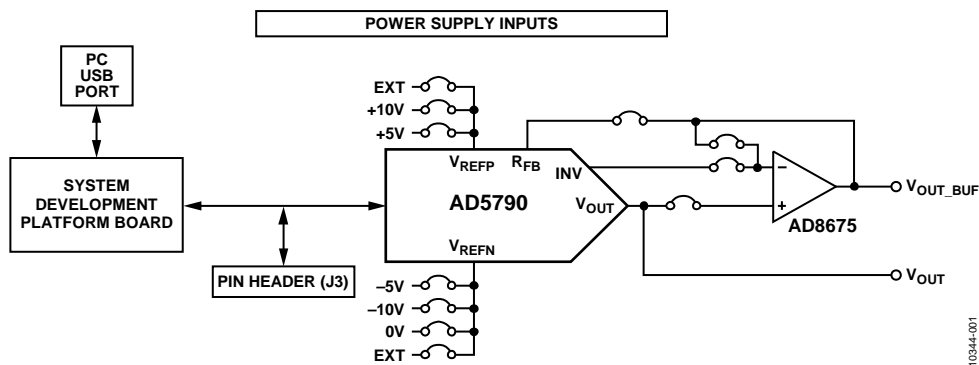 POWER SUPPLY INPUTS
PC
USB
PORT
EXT
+10V
+5V
SYSTEM
DEVELOPMENT
PLATFORM BOARD
VREFP
RFB
INV
AD5790
VOUT
VREFN
–
+
AD8675
VOUT_BUF
VOUT
PIN HEADER (J3)
–5V
–10V
0V
EXT
10344-001